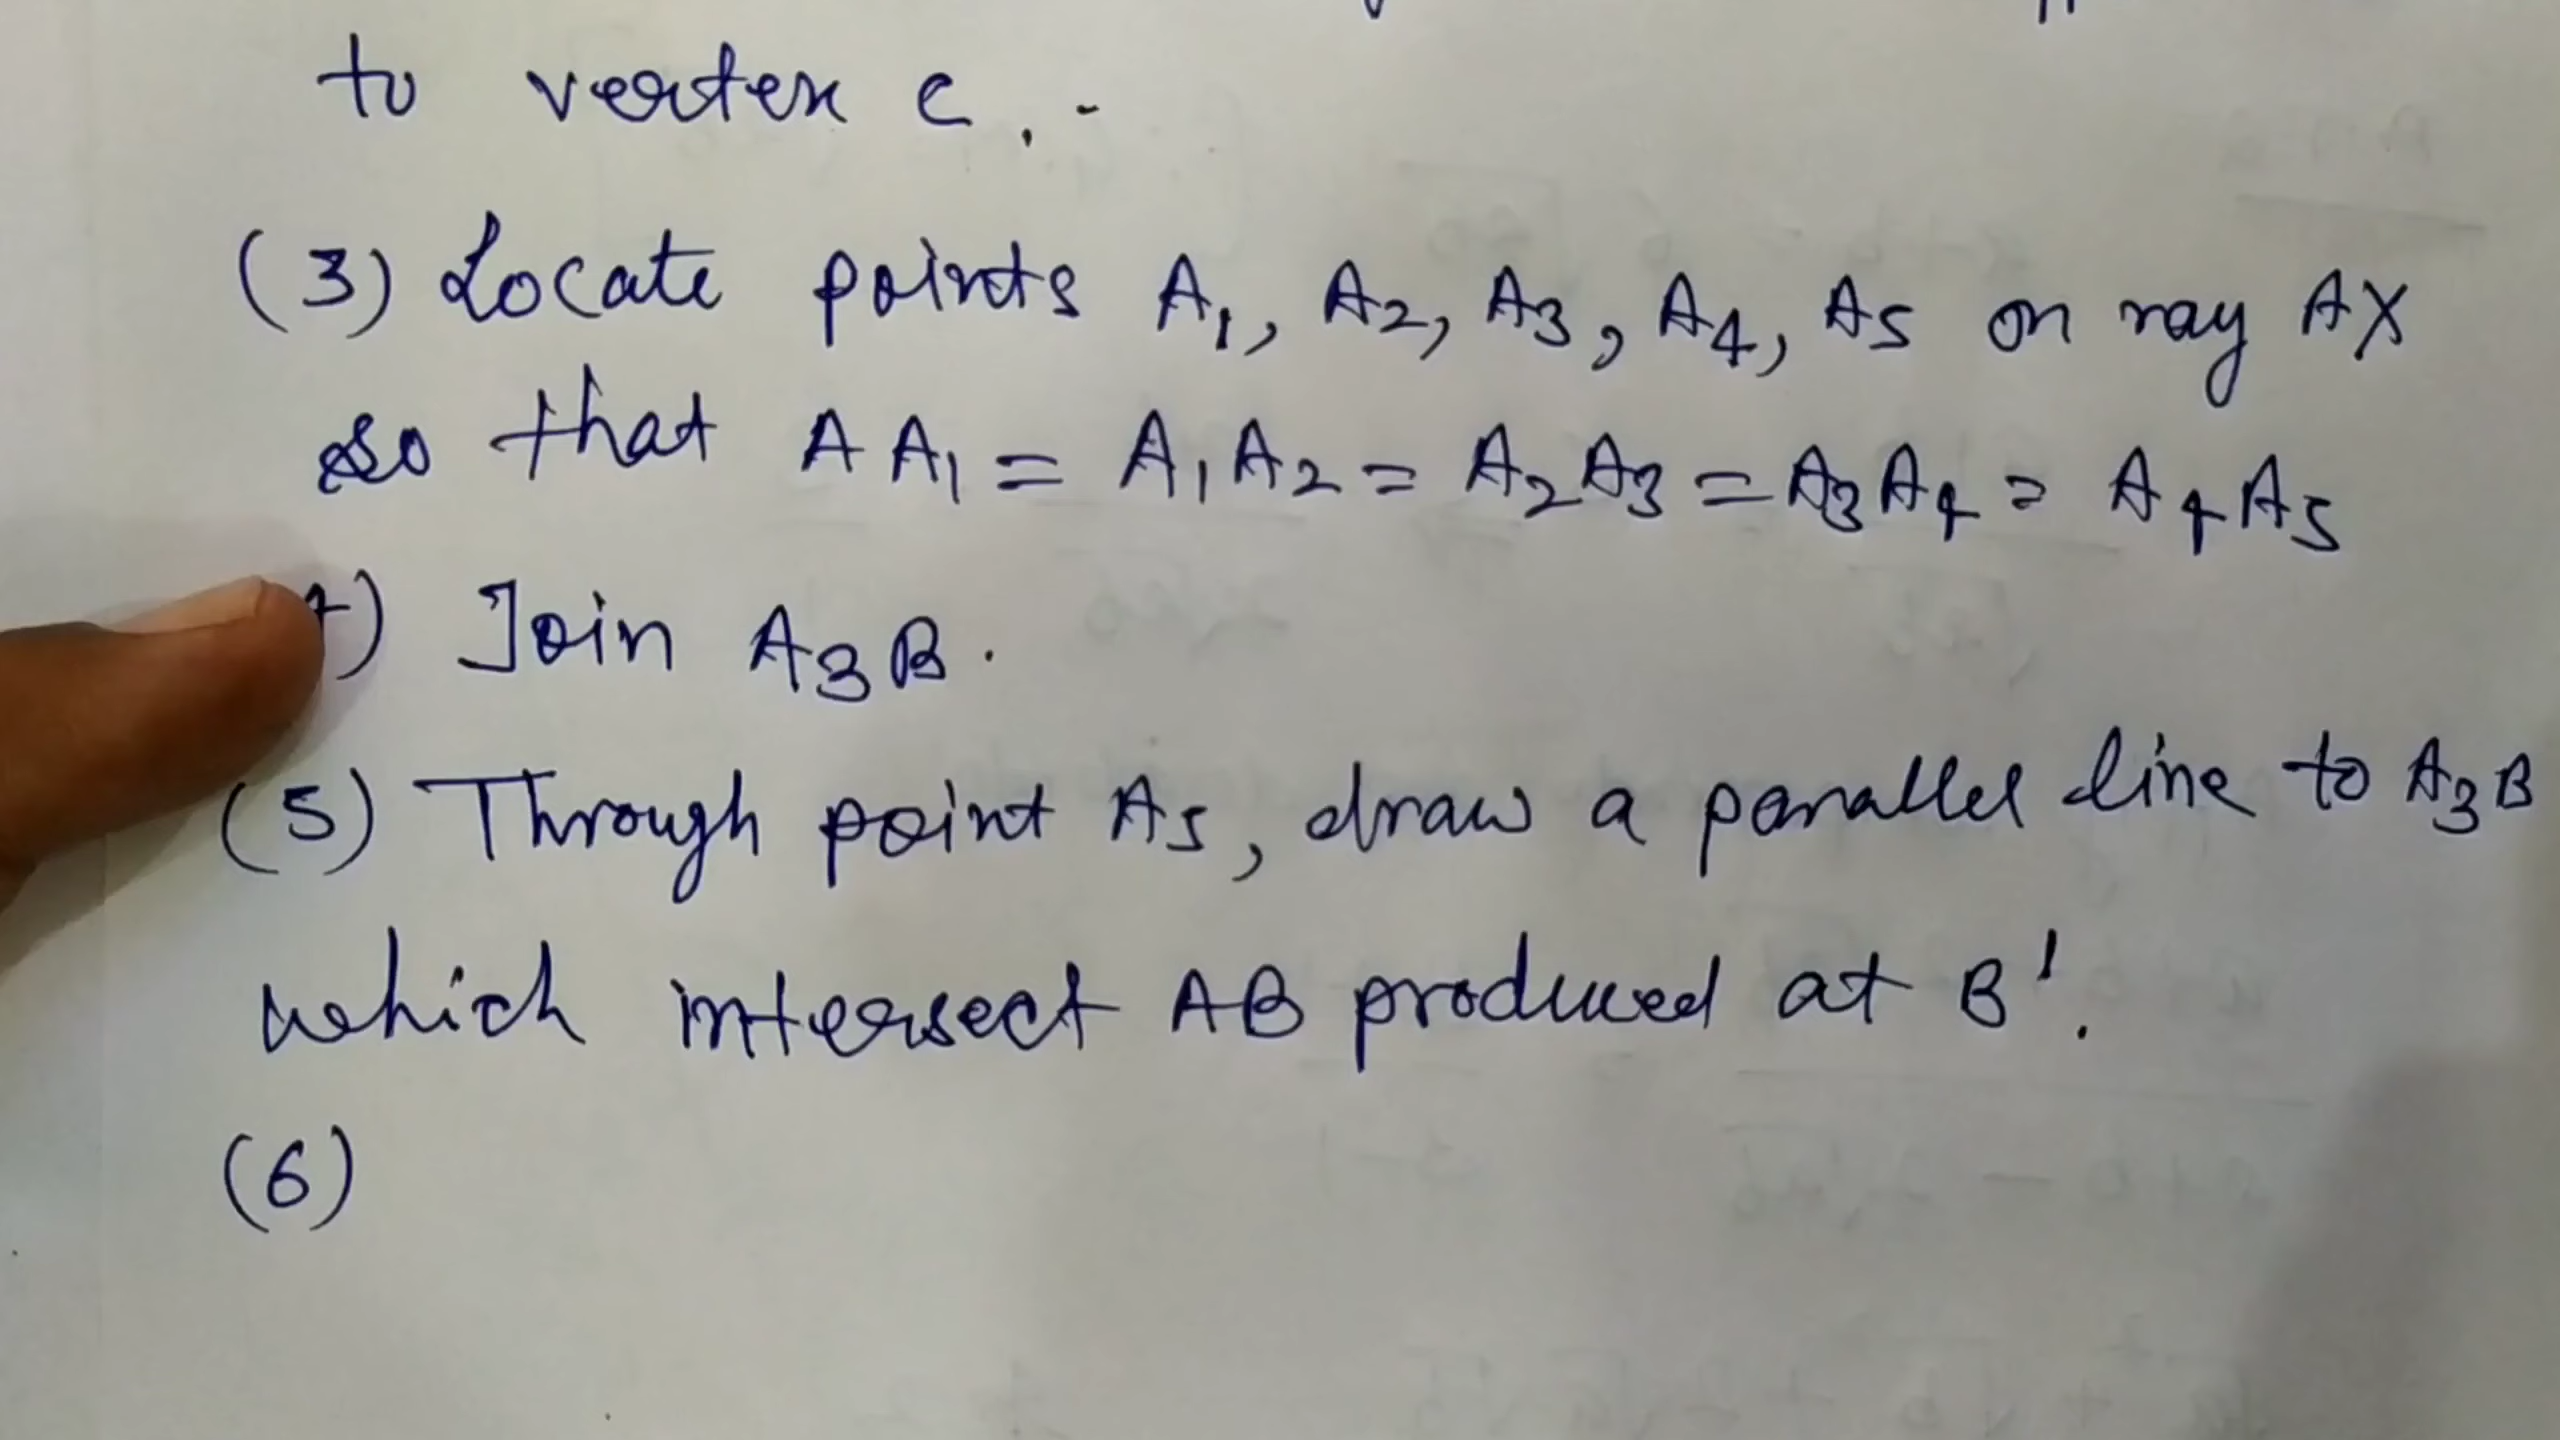 to vertex C.
(3) Locate points A₁, A₂, A₃, A₄, A₅ on ray AX
so that AA₁ = A₁A₂ = A₂A₃ = A₃A₄ = A₄A₅
4) Join A₃B.
(5) Through point A₅, draw a parallel line to A₃B
which intersect AB produced at B'.
(6)